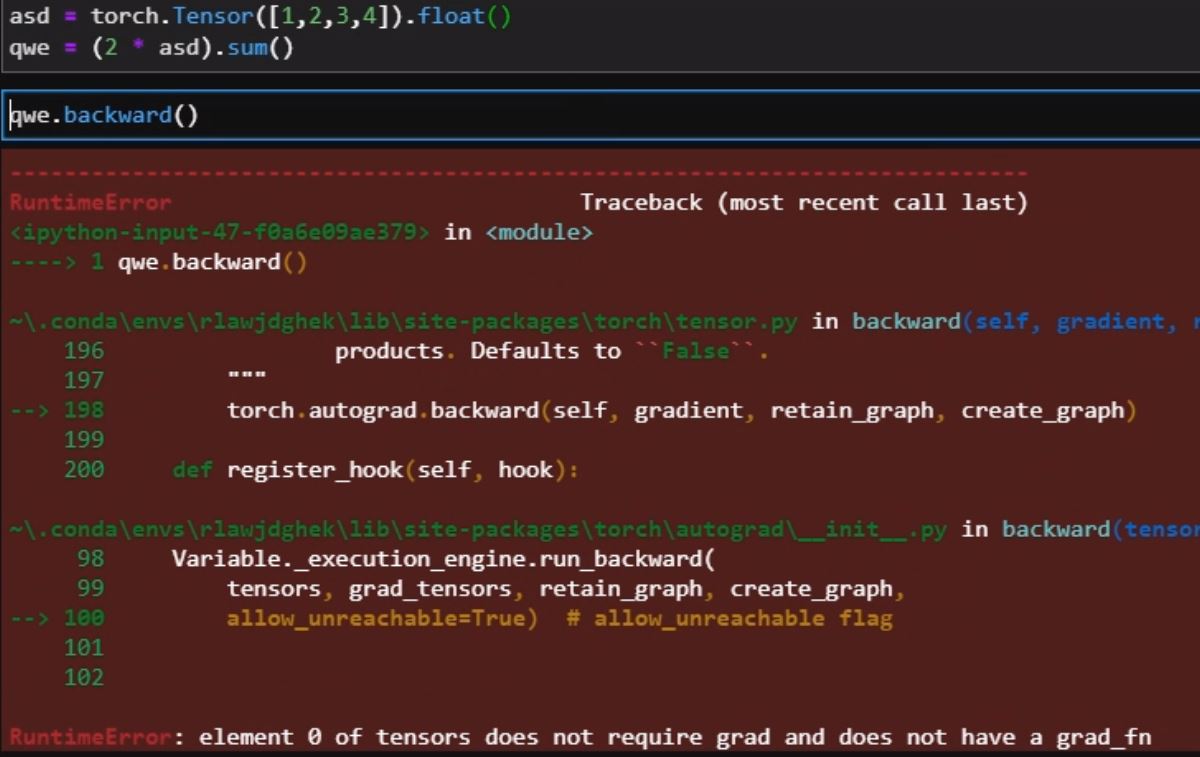 asd = torch.Tensor([1,2,3,4]).float()
qwe = (2 * asd).sum()
qwe.backward()
---------------------------------------------------------------------------
RuntimeError                              Traceback (most recent call last)
<ipython-input-47-f0a6e09ae379> in <module>
----> 1 qwe.backward()
~\.conda\envs\rlawjdghek\lib\site-packages\torch\tensor.py in backward(self, gradient,
    196                 products. Defaults to ``False``.
    197         """
--> 198         torch.autograd.backward(self, gradient, retain_graph, create_graph)
    199
    200     def register_hook(self, hook):
~\.conda\envs\rlawjdghek\lib\site-packages\torch\autograd\__init__.py in backward(tensor
     98     Variable._execution_engine.run_backward(
     99         tensors, grad_tensors, retain_graph, create_graph,
--> 100         allow_unreachable=True)  # allow_unreachable flag
    101
    102
RuntimeError: element 0 of tensors does not require grad and does not have a grad_fn